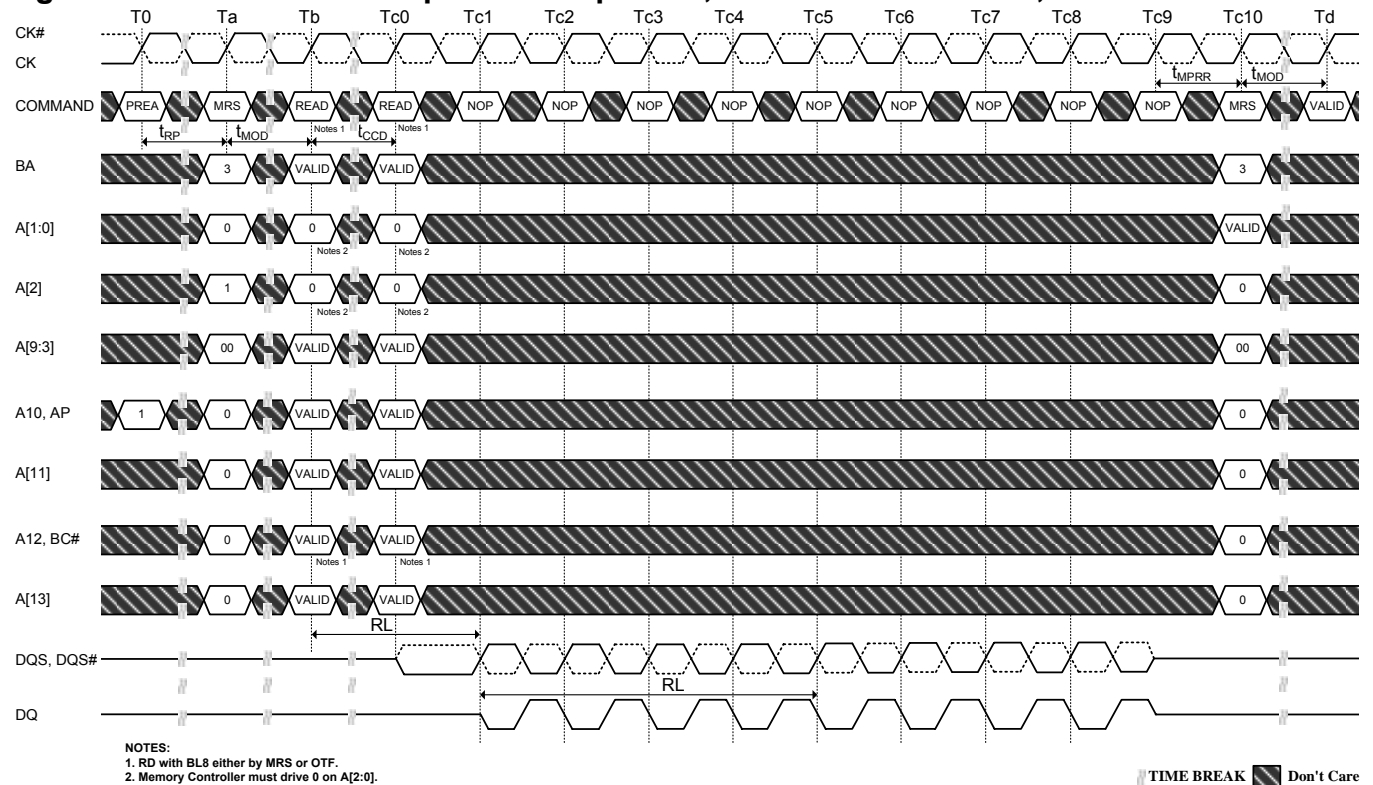 T0 Ta Tb Tc0 Tc1 Tc2 Tc3 Tc4 Tc5 Tc6 Tc7 Tc8 Tc9 Tc10 Td
CK#
CK
tMPRR tMOD
COMMAND PREA MRS READ READ NOP NOP NOP NOP NOP NOP NOP NOP NOP MRS VALID
Notes 1 Notes 1
tRP tMOD tCCD
BA 3 VALID VALID 3
A[1:0] 0 0 0 VALID
Notes 2 Notes 2
A[2] 1 0 0 0
Notes 2 Notes 2
A[9:3] 00 VALID VALID 00
A10, AP 1 0 VALID VALID 0
A[11] 0 VALID VALID 0
A12, BC# 0 VALID VALID 0
Notes 1 Notes 1
A[13] 0 VALID VALID 0
RL
DQS, DQS#
RL
DQ
NOTES:
1. RD with BL8 either by MRS or OTF.
2. Memory Controller must drive 0 on A[2:0].
TIME BREAK Don't Care